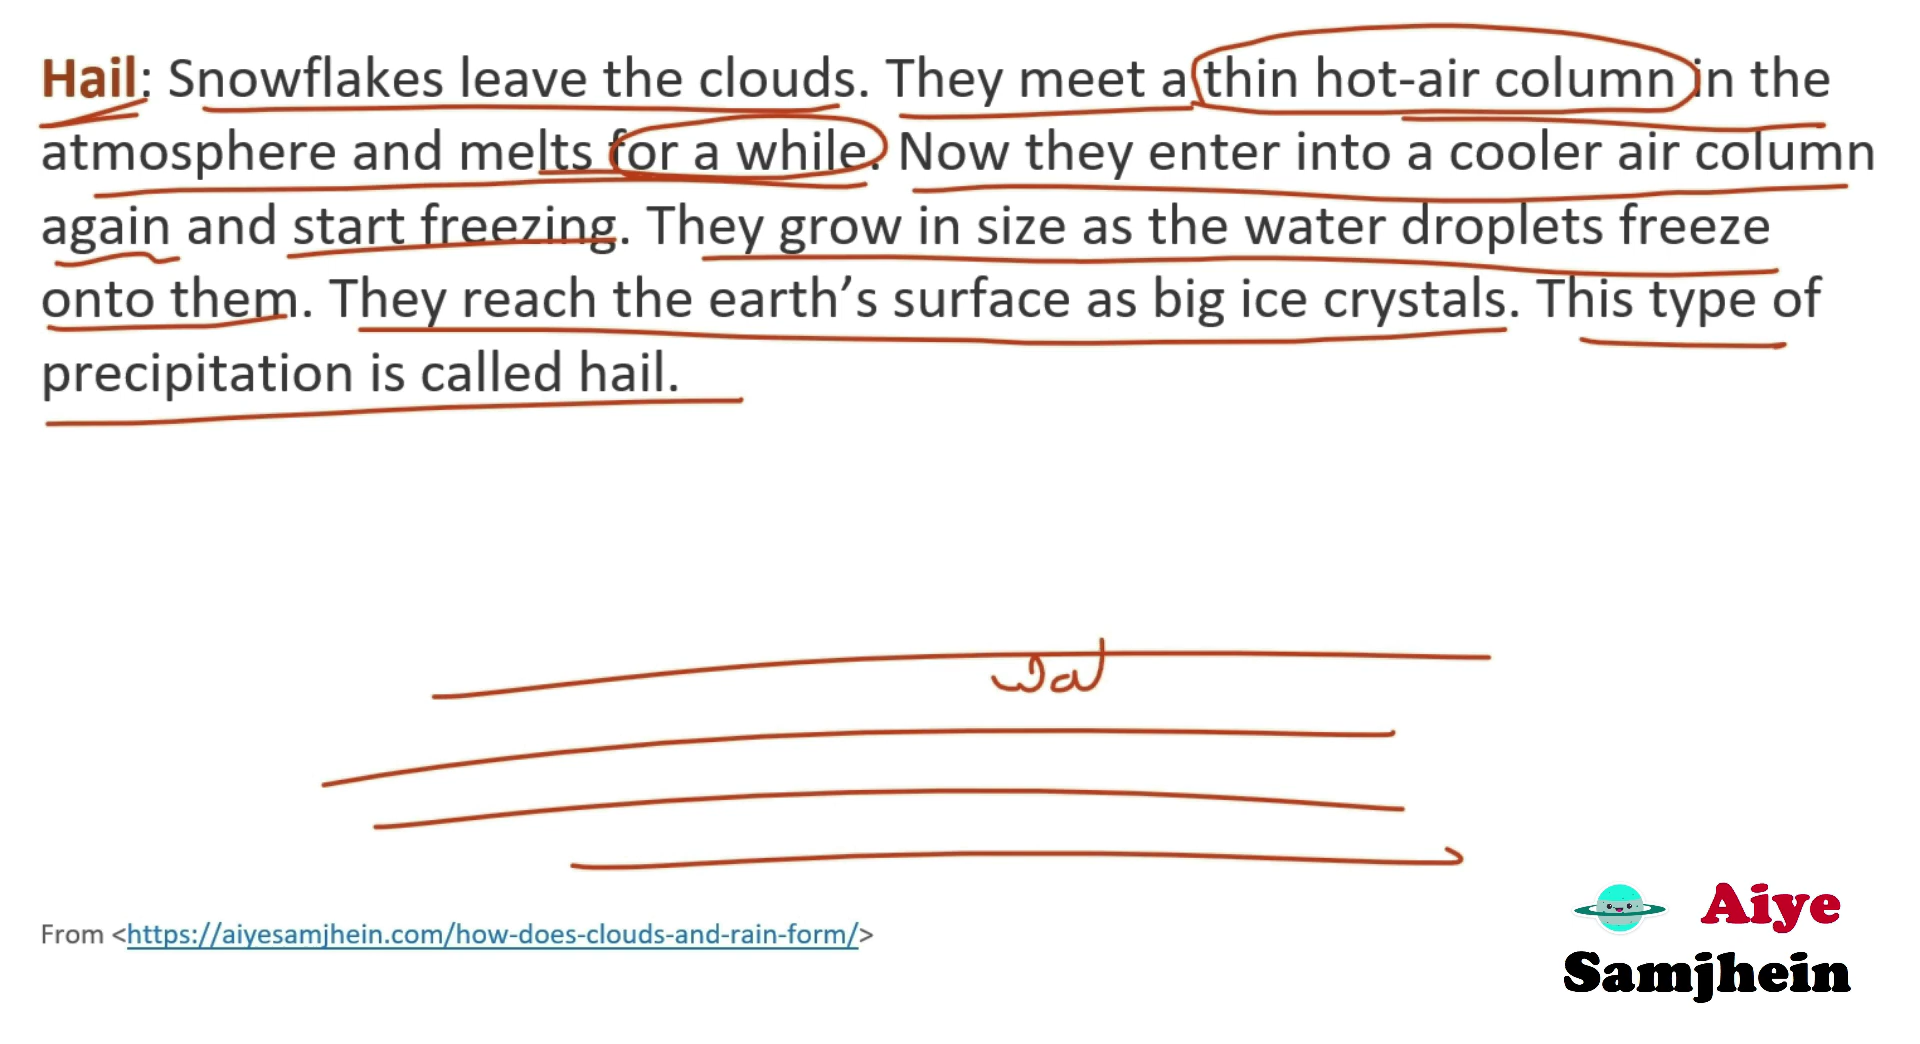 Hail: Snowflakes leave the clouds. They meet a thin hot-air column in the
atmosphere and melts for a while. Now they enter into a cooler air column
again and start freezing. They grow in size as the water droplets freeze
onto them. They reach the earth’s surface as big ice crystals. This type of
precipitation is called hail.
From <https://aiyesamjhein.com/how-does-clouds-and-rain-form/>
Aiye
Samjhein